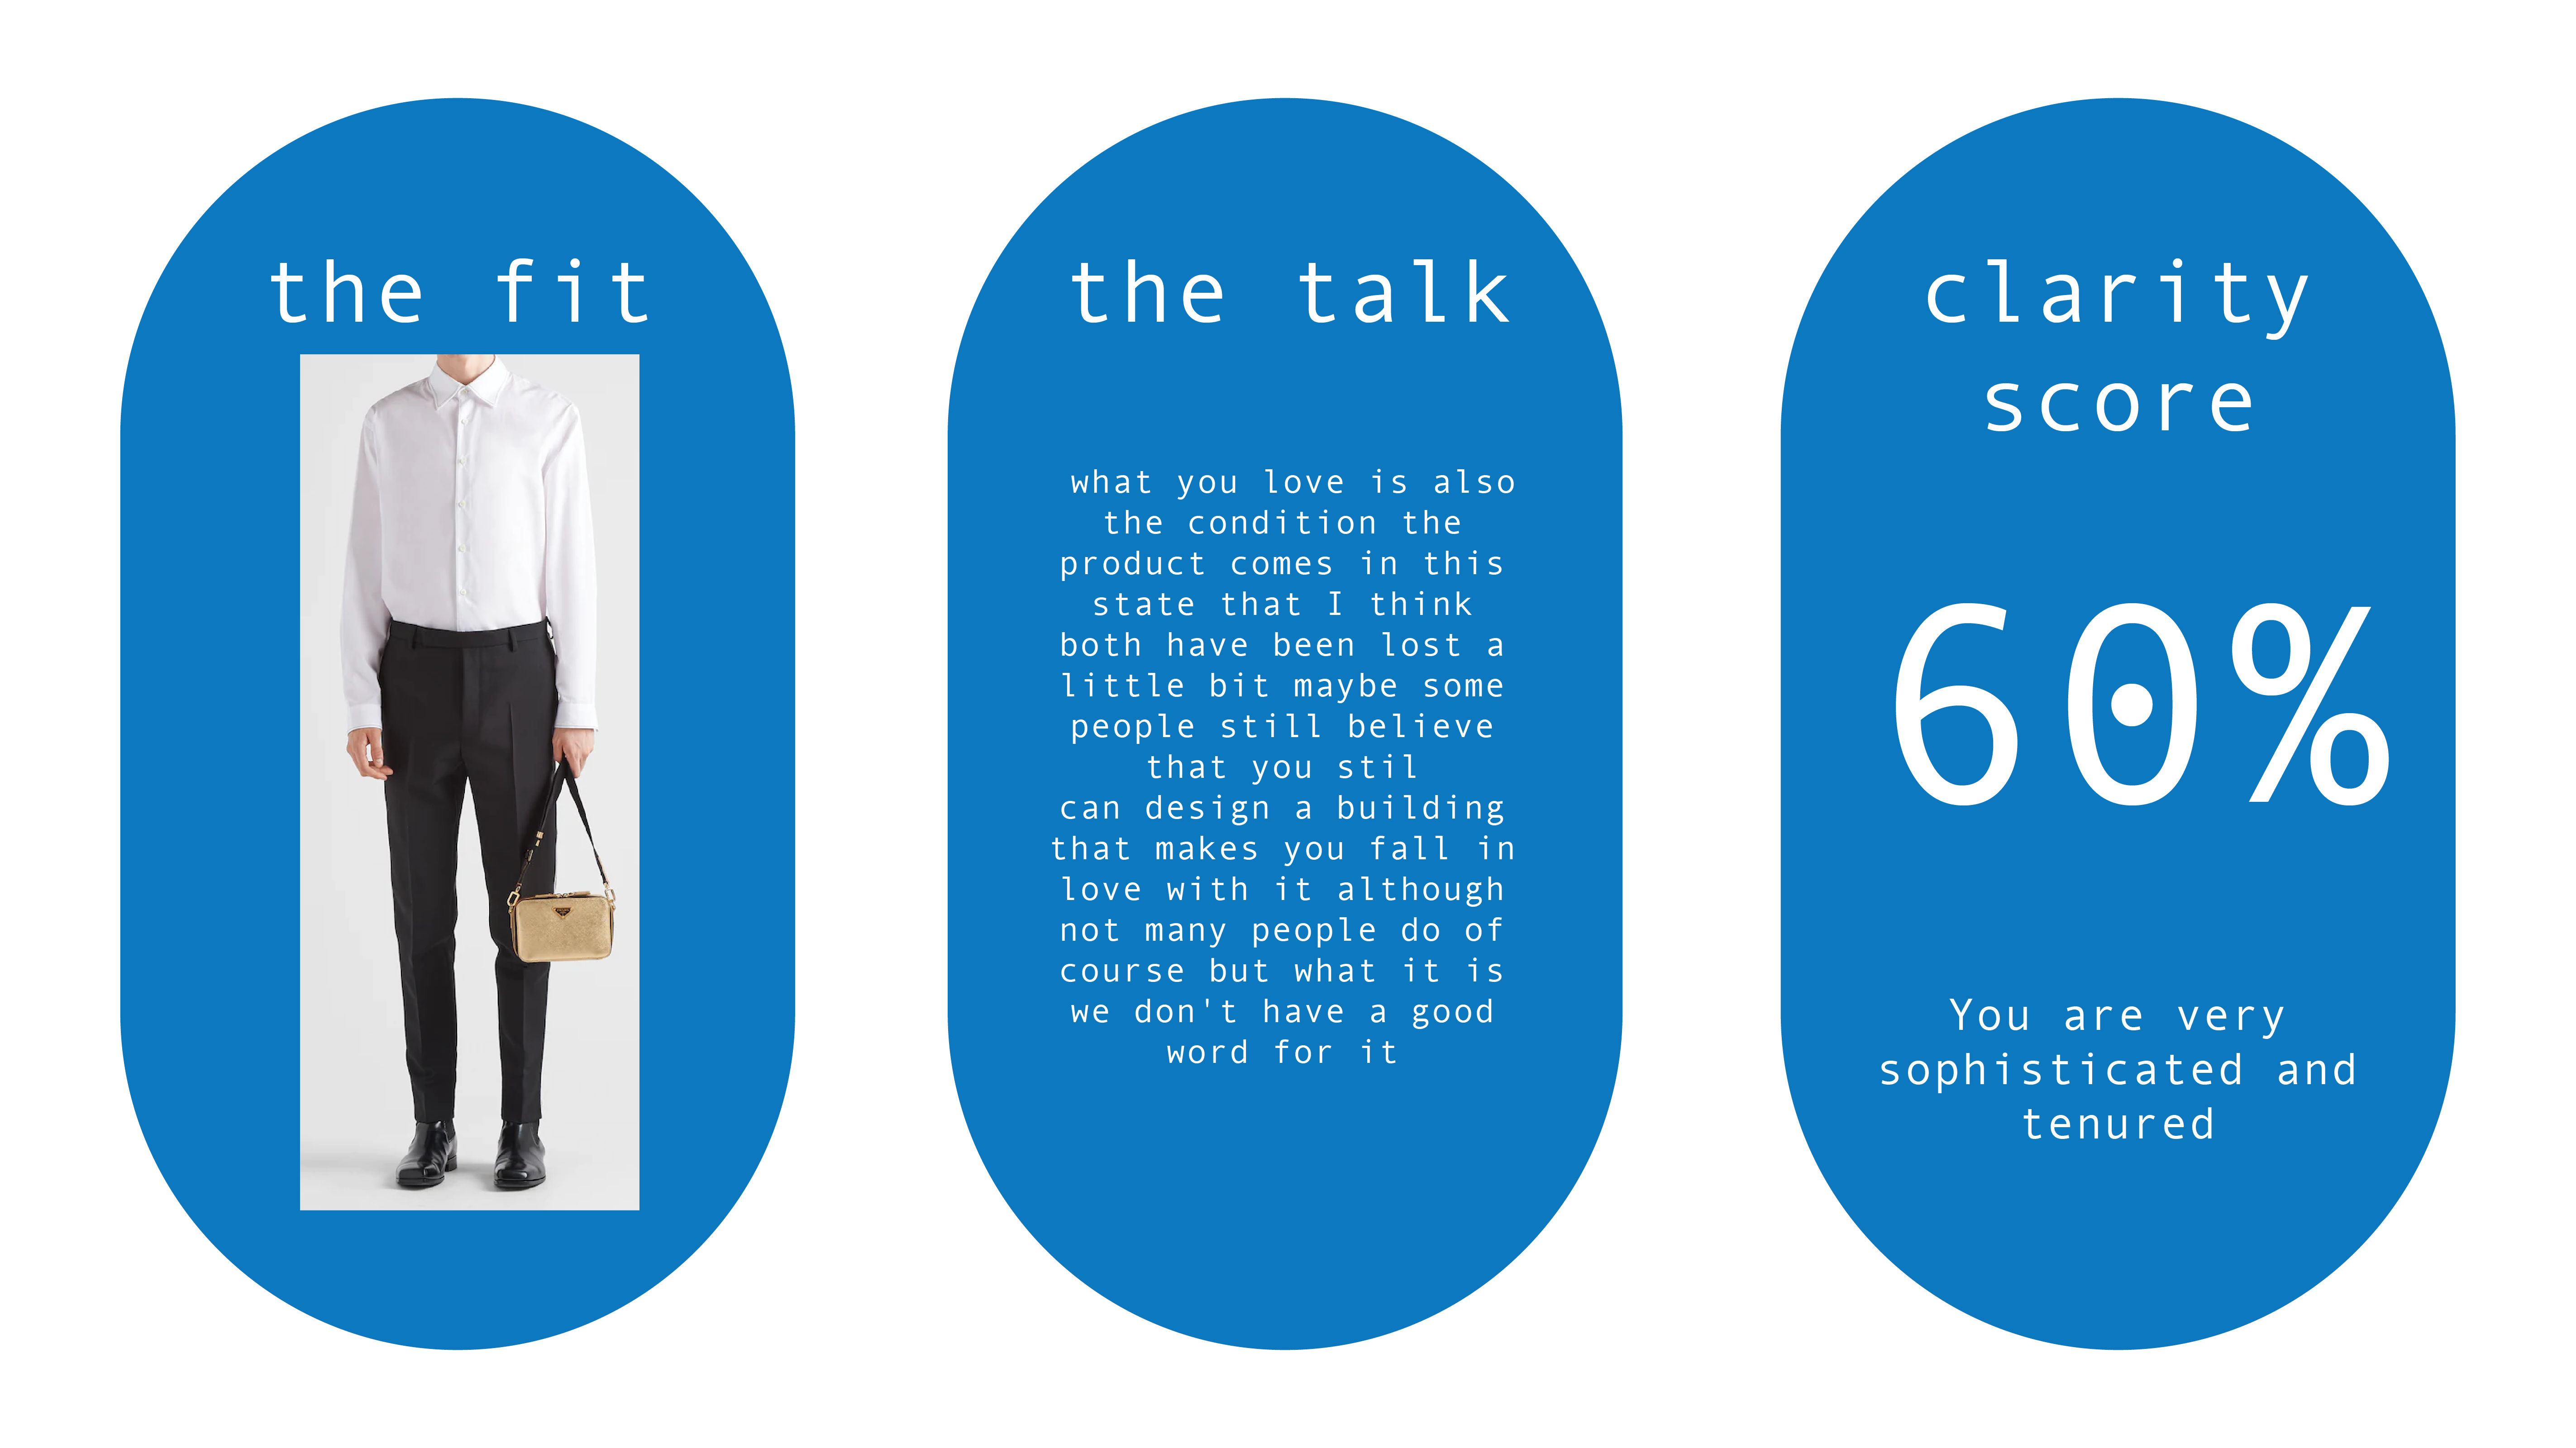 the fit
the talk
what you love is also
the condition the
product comes in this
state that I think
both have been lost a
little bit maybe some
people still believe
that you stil
can design a building
that makes you fall in
love with it although
not many people do of
course but what it is
we don't have a good
word for it
clarity
score
60%
You are very
sophisticated and
tenured